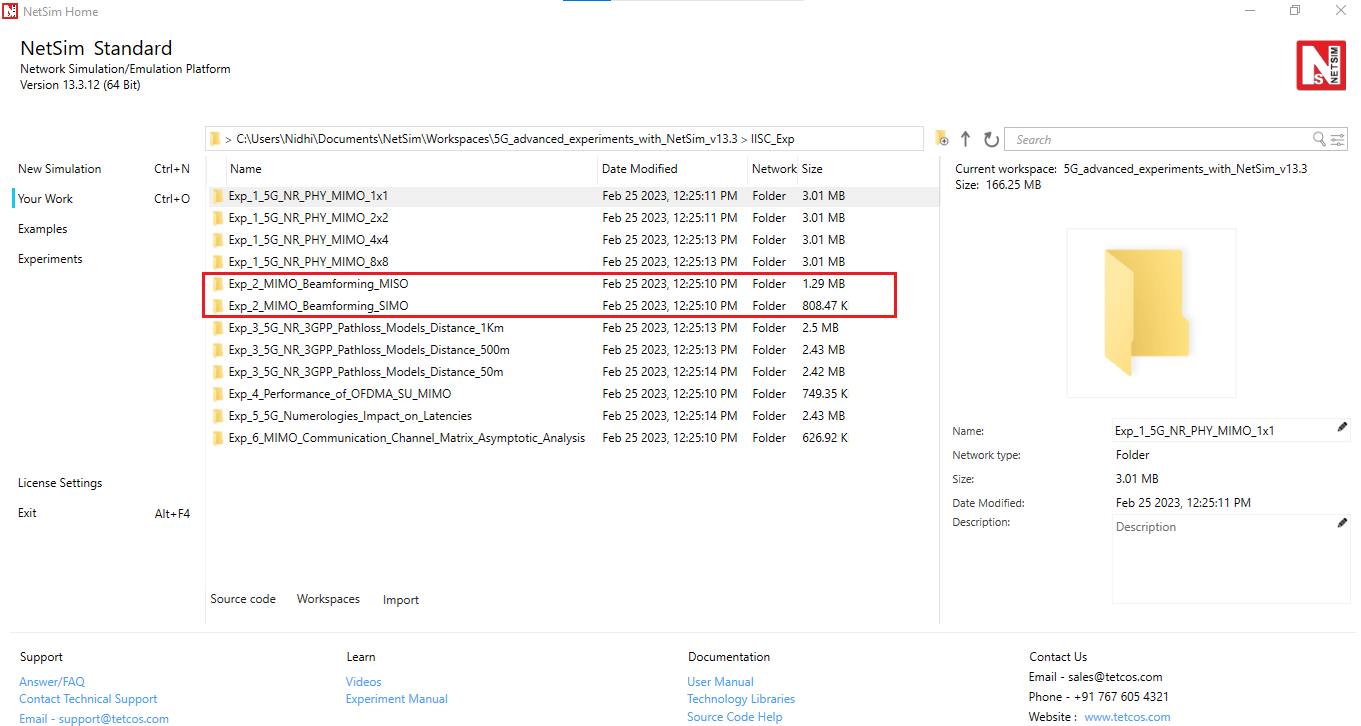 NetSim Home
NetSim Standard
Network Simulation/Emulation Platform
Version 13.3.12 (64 Bit)
NETSIM
> C:\Users\Nidhi\Documents\NetSim\Workspaces\5G_advanced_experiments_with_NetSim_v13.3 > IISC_Exp
Search
New Simulation Ctrl+N
Your Work Ctrl+O
Examples
Experiments
License Settings
Exit Alt+F4
Name Date Modified Network Size
Exp_1_5G_NR_PHY_MIMO_1x1 Feb 25 2023, 12:25:11 PM Folder 3.01 MB
Exp_1_5G_NR_PHY_MIMO_2x2 Feb 25 2023, 12:25:11 PM Folder 3.01 MB
Exp_1_5G_NR_PHY_MIMO_4x4 Feb 25 2023, 12:25:13 PM Folder 3.01 MB
Exp_1_5G_NR_PHY_MIMO_8x8 Feb 25 2023, 12:25:13 PM Folder 3.01 MB
Exp_2_MIMO_Beamforming_MISO Feb 25 2023, 12:25:10 PM Folder 1.29 MB
Exp_2_MIMO_Beamforming_SIMO Feb 25 2023, 12:25:10 PM Folder 808.47 K
Exp_3_5G_NR_3GPP_Pathloss_Models_Distance_1Km Feb 25 2023, 12:25:13 PM Folder 2.5 MB
Exp_3_5G_NR_3GPP_Pathloss_Models_Distance_500m Feb 25 2023, 12:25:13 PM Folder 2.43 MB
Exp_3_5G_NR_3GPP_Pathloss_Models_Distance_50m Feb 25 2023, 12:25:14 PM Folder 2.42 MB
Exp_4_Performance_of_OFDMA_SU_MIMO Feb 25 2023, 12:25:10 PM Folder 749.35 K
Exp_5_5G_Numerologies_Impact_on_Latencies Feb 25 2023, 12:25:14 PM Folder 2.43 MB
Exp_6_MIMO_Communication_Channel_Matrix_Asymptotic_Analysis Feb 25 2023, 12:25:10 PM Folder 626.92 K
Source code Workspaces Import
Current workspace: 5G_advanced_experiments_with_NetSim_v13.3
Size: 166.25 MB
Name: Exp_1_5G_NR_PHY_MIMO_1x1
Network type: Folder
Size: 3.01 MB
Date Modified: Feb 25 2023, 12:25:11 PM
Description: Description
Support
Answer/FAQ
Contact Technical Support
Email - support@tetcos.com
Learn
Videos
Experiment Manual
Documentation
User Manual
Technology Libraries
Source Code Help
Contact Us
Email - sales@tetcos.com
Phone - +91 767 605 4321
Website : www.tetcos.com